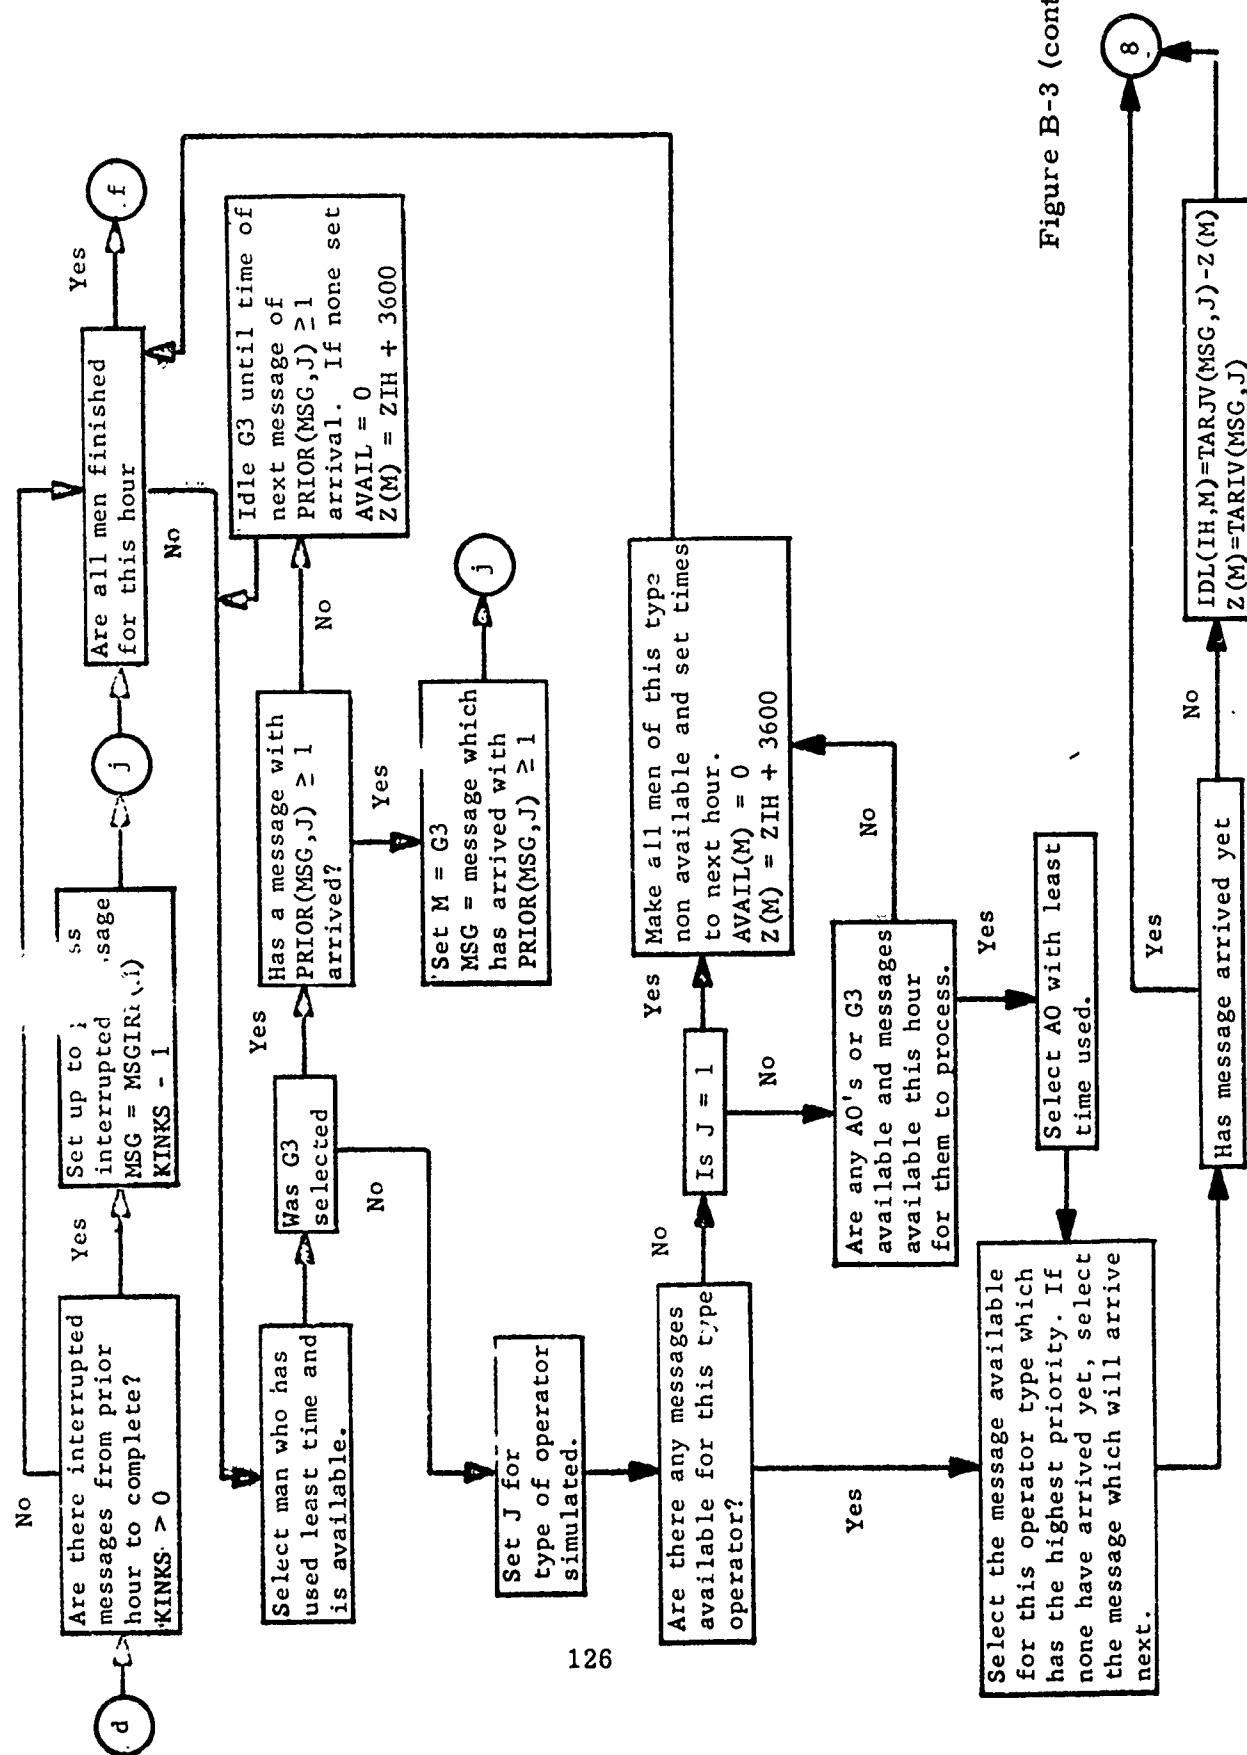 d
Are there interrupted
messages from prior
hour to complete?
KINKS > 0
No
Yes
Set up to
interrupted
KINKS - 1
j
Are all men finished
for this hour
Yes
f
No
Select man who has
used least time and
is available.
Was G3
selected
Yes
No
Has a message with
PRIOR(MSG,J) ≥ 1
arrived?
No
Yes
Idle G3 until time of
next message of
PRIOR(MSG,J) ≥ 1
arrival. If none set
AVAIL = 0
Z(M) = ZIH + 3600
Set M = G3
MSG = message which
has arrived with
PRIOR(MSG,J) ≥ 1
j
Set J for
type of operator
simulated.
Are there any messages
available for this type
operator?
No
Yes
Is J = 1
Yes
No
Make all men of this type
non available and set times
to next hour.
AVAIL(M) = 0
Z(M) = ZIH + 3600
Are any AO's or G3
available and messages
available this hour
for them to process.
No
Yes
Select AO with least
time used.
Select the message available
for this operator type which
has the highest priority. If
none have arrived yet, select
the message which will arrive
next.
Has message arrived yet
Yes
No
IDL(IH,M)=TARJV(MSG,J)-Z(M)
Z(M)=TARIV(MSG,J)
8
Figure B-3 (cont
126